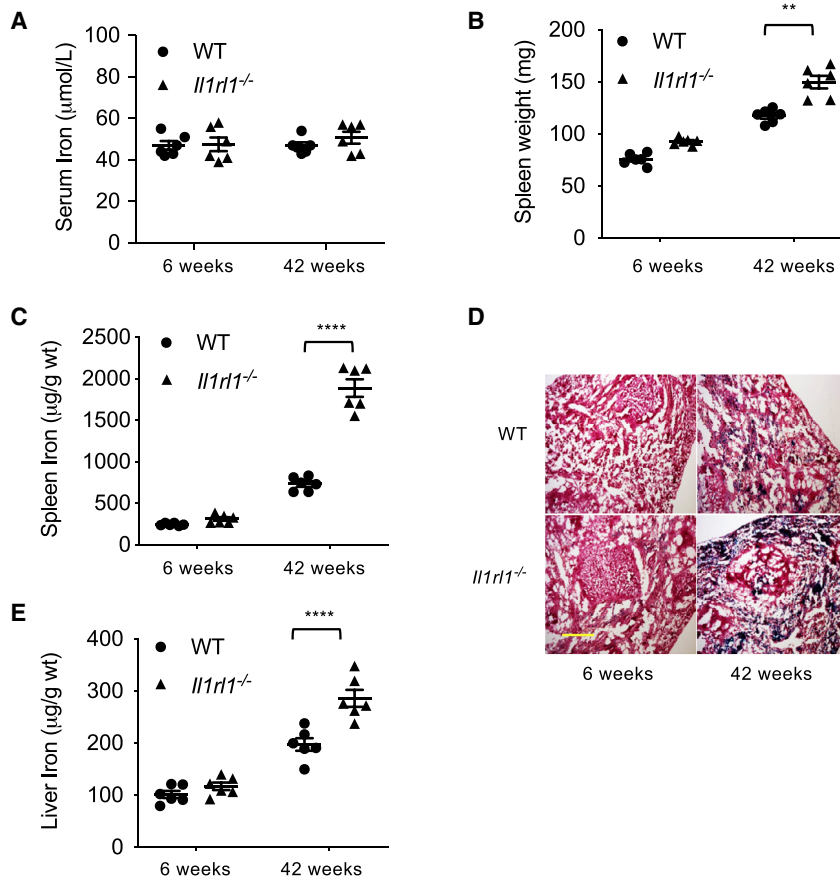 A
Serum Iron (μmol/L)
100
80
60
40
20
0
WT
Il1rl1-/-
6 weeks
42 weeks
B
Spleen weight (mg)
200
150
100
50
0
WT
Il1rl1-/-
**
6 weeks
42 weeks
C
Spleen Iron (μg/g wt)
2500
2000
1500
1000
500
0
WT
Il1rl1-/-
****
6 weeks
42 weeks
D
WT
Il1rl1-/-
6 weeks
42 weeks
E
Liver Iron (μg/g wt)
400
300
200
100
0
WT
Il1rl1-/-
****
6 weeks
42 weeks